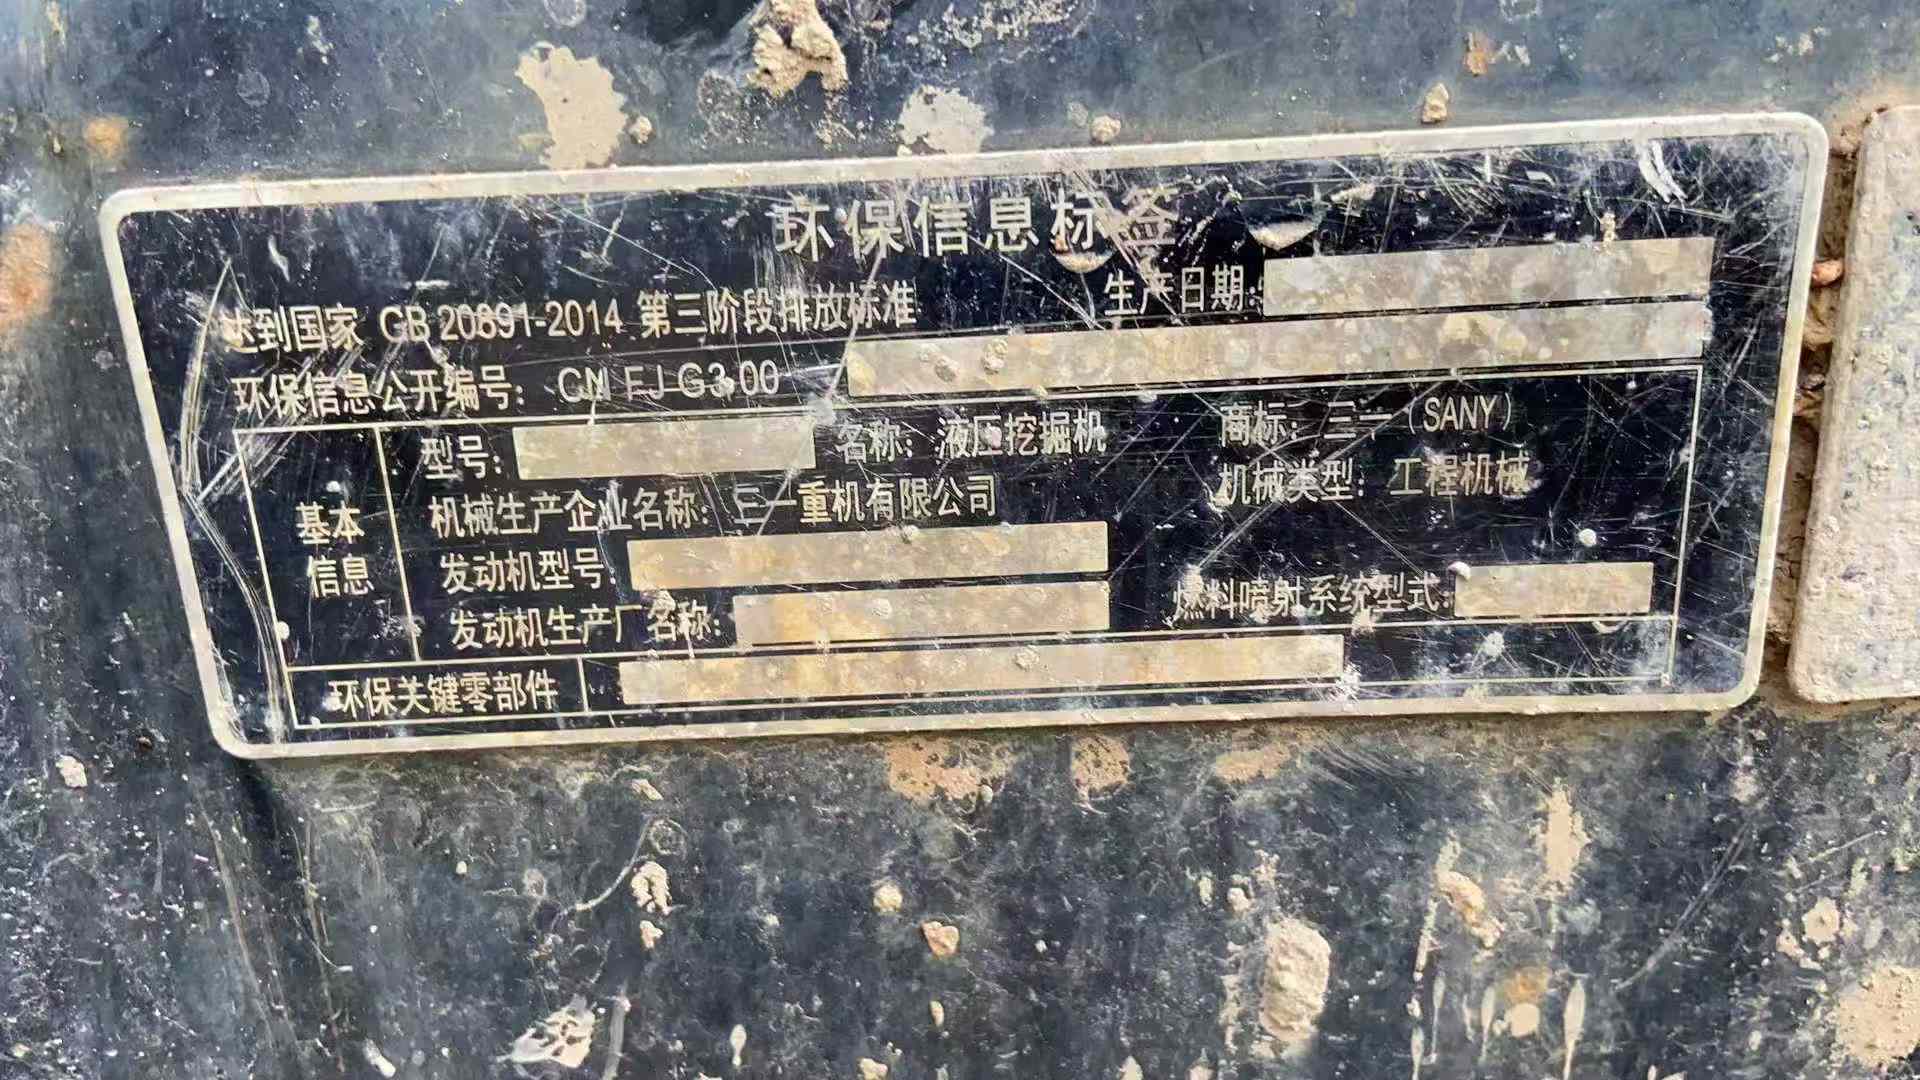 环保信息标签
达到国家 GB 20891-2014 第三阶段排放标准 生产日期:
环保信息公开编号: CN FJ G3 00
型号: 名称: 液压挖掘机 商标: 三一 (SANY)
基本信息 机械生产企业名称: 三一重机有限公司 机械类型: 工程机械
发动机型号:
发动机生产厂名称: 燃料喷射系统型式:
环保关键零部件